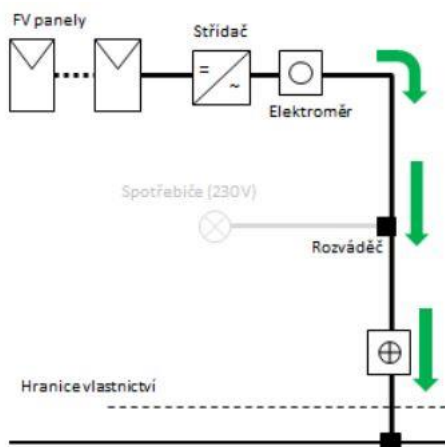 FV panely
Střídač
=
~
Elektroměr
Spotřebiče (230V)
Rozváděč
Hranice vlastnictví